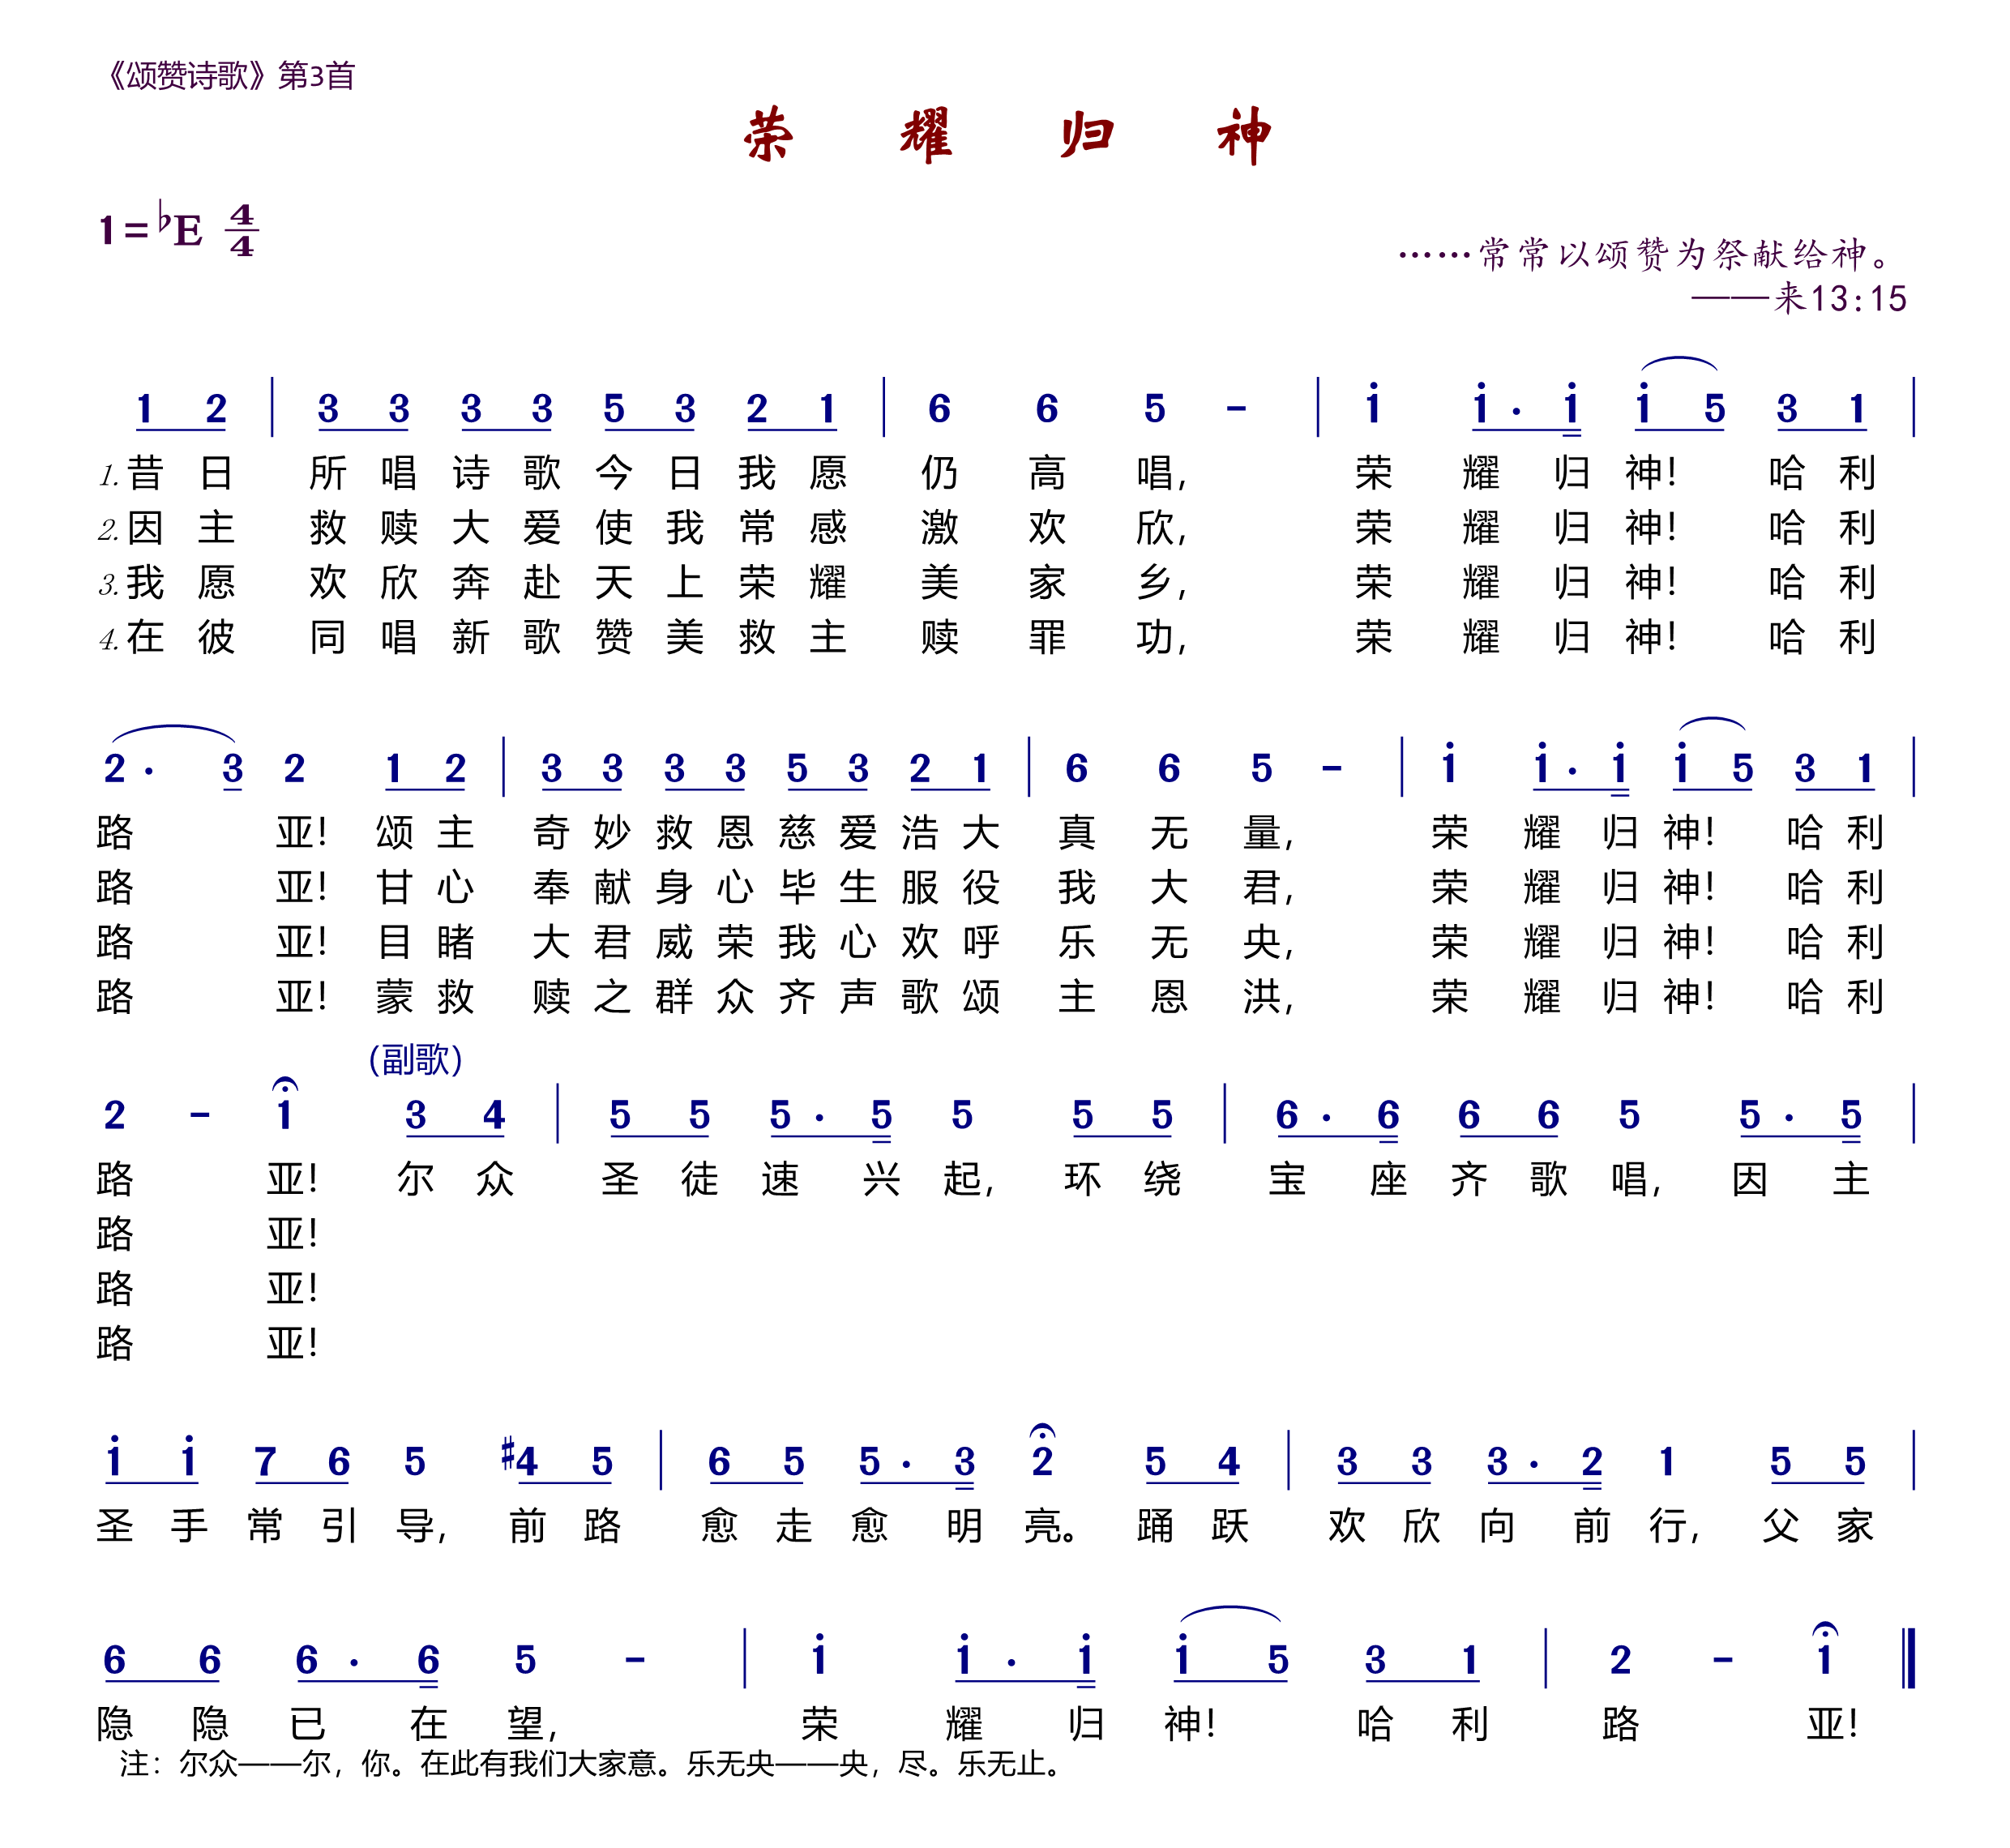 《颂赞诗歌》第3首
荣耀归神
1=♭E 4/4
……常常以颂赞为祭献给神。
——来13:15
1 2 | 3 3 3 3 5 3 2 1 | 6 6 5 - | i i· i i 5 3 1 |
1.昔日所唱诗歌今日我愿仍高唱,荣耀归神!哈利
2.因主救赎大爱使我常感激欢欣,荣耀归神!哈利
3.我愿欢欣奔赴天上荣耀美家乡,荣耀归神!哈利
4.在彼同唱新歌赞美救主赎罪功,荣耀归神!哈利
2· 3 2 1 2 | 3 3 3 3 5 3 2 1 | 6 6 5 - | i i· i i 5 3 1 |
路亚!颂主奇妙救恩慈爱浩大真无量,荣耀归神!哈利
路亚!甘心奉献身心毕生服役我大君,荣耀归神!哈利
路亚!目睹大君威荣我心欢呼乐无央,荣耀归神!哈利
路亚!蒙救赎之群众齐声歌颂主恩洪,荣耀归神!哈利
(副歌)
2 - 1 3 4 | 5 5 5· 5 5 5 5 | 6· 6 6 6 5 5· 5 |
路亚!尔众圣徒速兴起,环绕宝座齐歌唱,因主
路亚!
路亚!
路亚!
i i 7 6 5 #4 5 | 6 5 5· 3 2 5 4 | 3 3 3· 2 1 5 5 |
圣手常引导,前路愈走愈明亮。踊跃欢欣向前行,父家
6 6 6· 6 5 - | i i· i i 5 3 1 | 2 - 1 ‖
隐隐已在望,荣耀归神!哈利路亚!
注：尔众——尔，你。在此有我们大家意。乐无央——央，尽。乐无止。